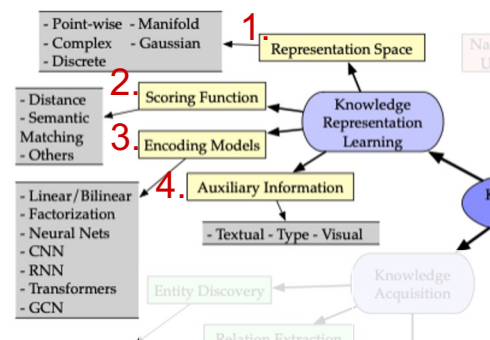 1.
- Point-wise - Manifold
- Complex - Gaussian
- Discrete
Representation Space
2.
Scoring Function
- Distance
- Semantic
Matching
- Others
3.
Encoding Models
Knowledge
Representation
Learning
4.
Auxiliary Information
- Linear/Bilinear
- Factorization
- Neural Nets
- CNN
- RNN
- Transformers
- GCN
- Textual - Type - Visual
Knowledge
Acquisition
Entity Discovery
Relation Extraction